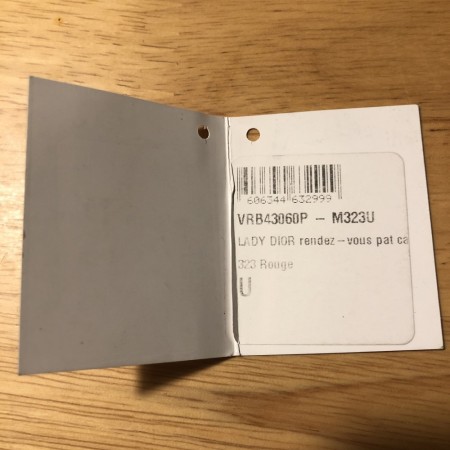 606344 632999
VRB43060P - M323U
LADY DIOR rendez-vous pat ca
323 Rouge
U